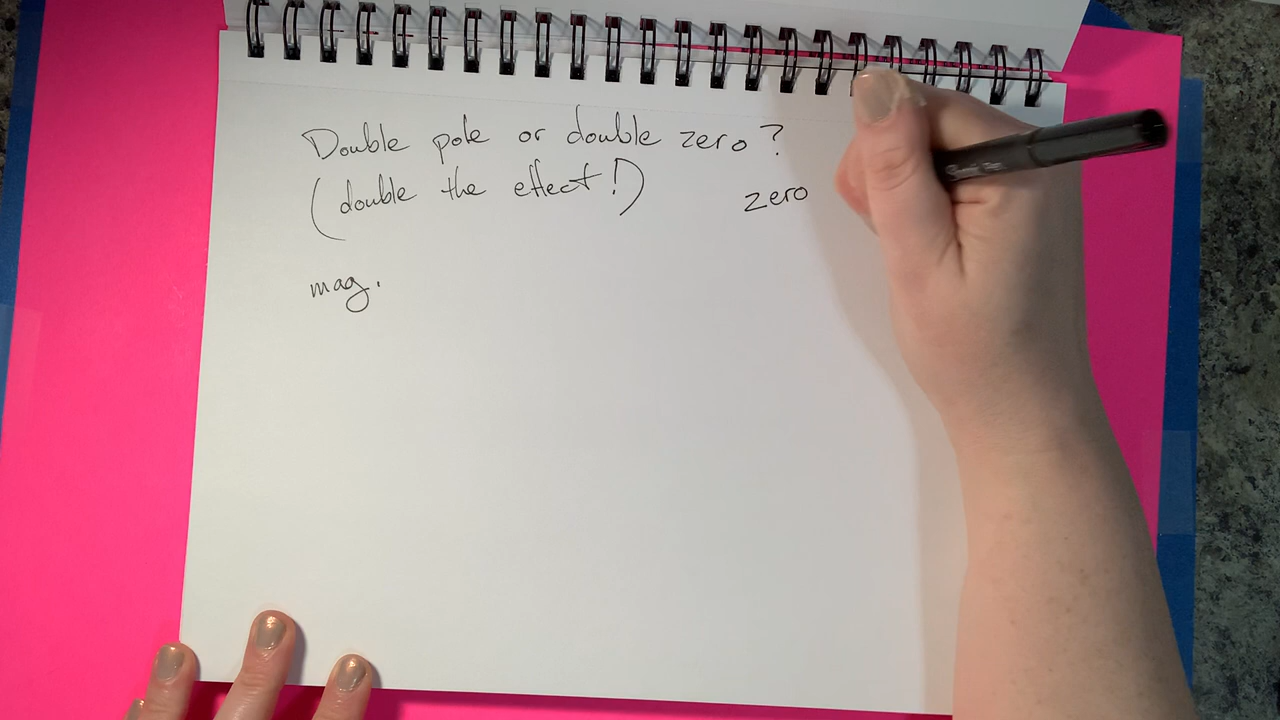 Double pole or double zero?
(double the effect!)
zero
mag.